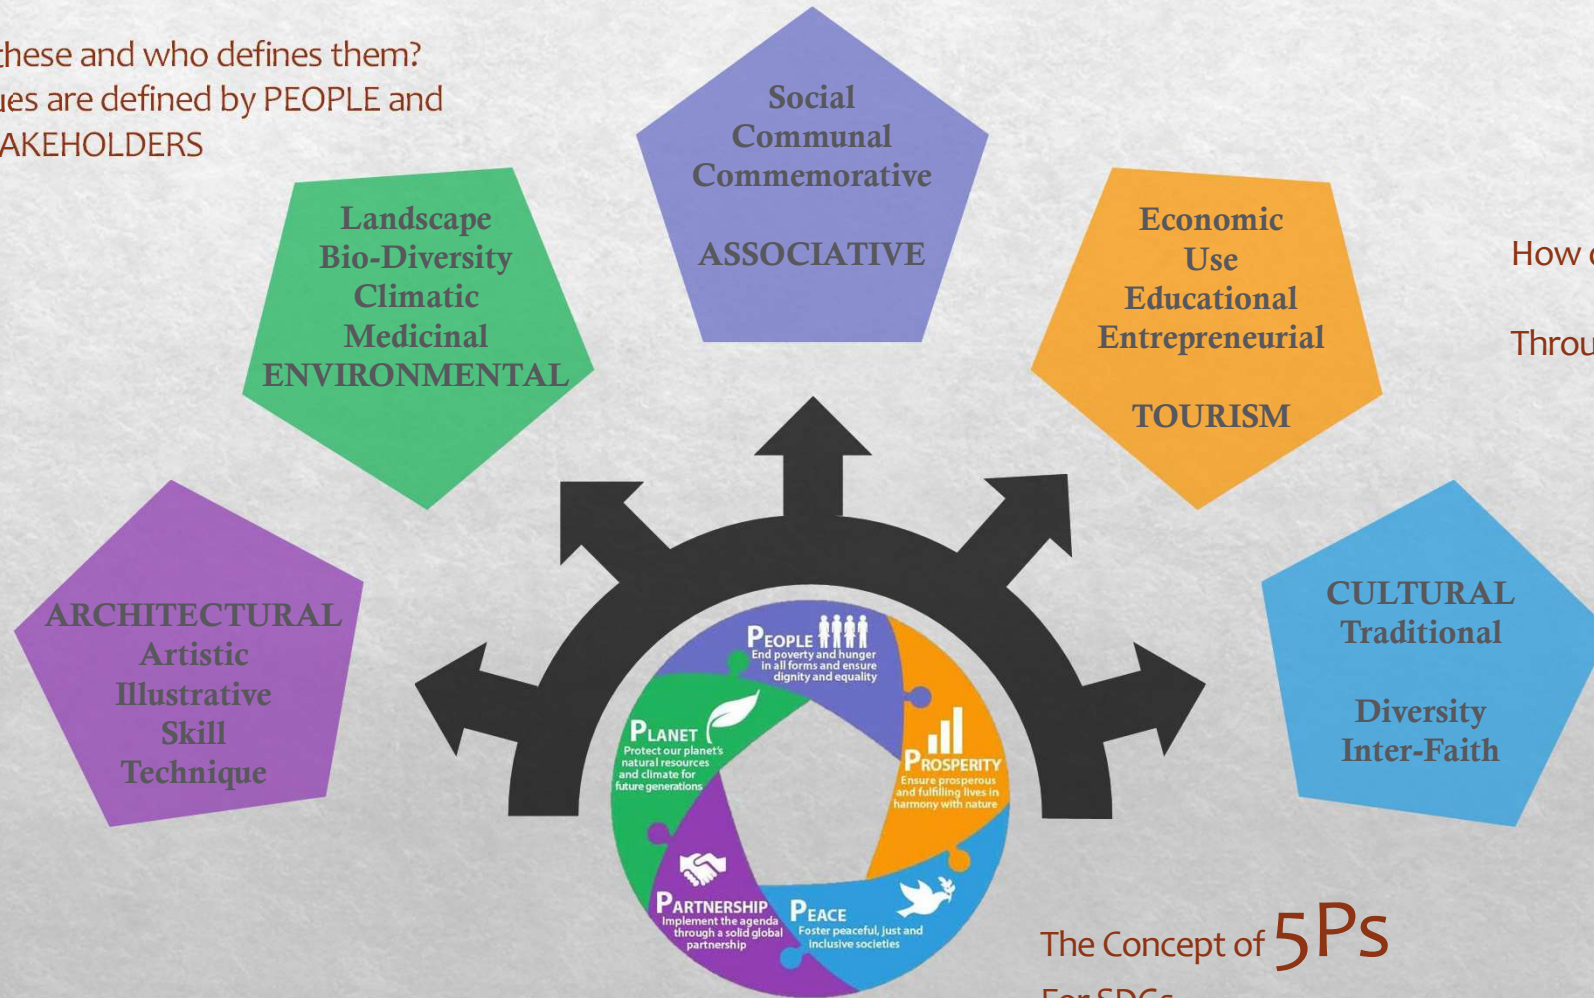 these and who defines them?
ues are defined by PEOPLE and
AKEHOLDERS
Social
Communal
Commemorative
ASSOCIATIVE
Landscape
Bio-Diversity
Climatic
Medicinal
ENVIRONMENTAL
Economic
Use
Educational
Entrepreneurial
TOURISM
How
Throu
ARCHITECTURAL
Artistic
Illustrative
Skill
Technique
CULTURAL
Traditional
Diversity
Inter-Faith
PEOPLE
End poverty and hunger
in all forms and ensure
dignity and equality
PLANET
Protect our planet's
natural resources
and climate for
future generations
PROSPERITY
Ensure prosperous
and fulfilling lives in
harmony with nature
PARTNERSHIP
Implement the agenda
through a solid global
partnership
PEACE
Foster peaceful, just and
inclusive societies
The Concept of 5Ps
For SDGs